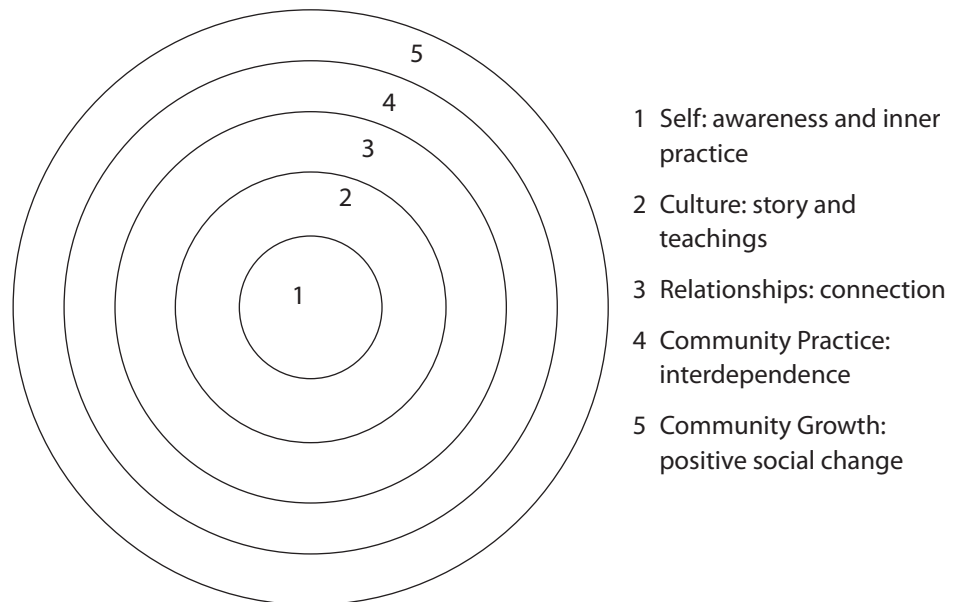 5
4
3
2
1
1 Self: awareness and inner
practice
2 Culture: story and
teachings
3 Relationships: connection
4 Community Practice:
interdependence
5 Community Growth:
positive social change